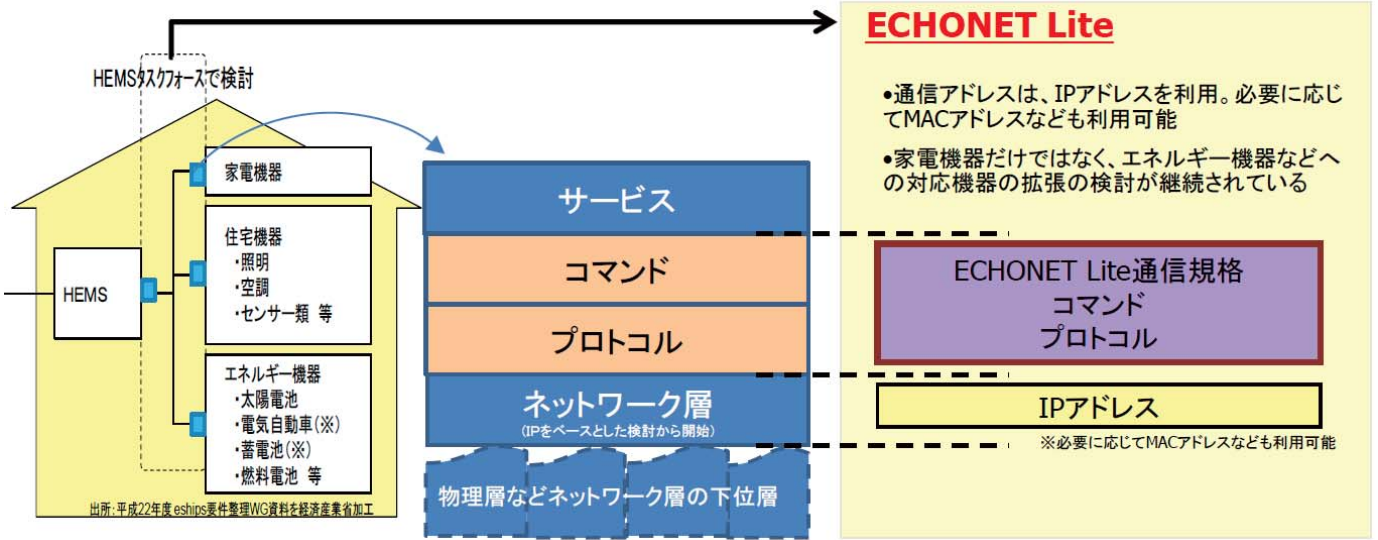 HEMSタスクフォースで検討
HEMS
家電機器
住宅機器
・照明
・空調
・センサー類 等
エネルギー機器
・太陽電池
・電気自動車(※)
・蓄電池(※)
・燃料電池 等
出所:平成22年度 eships要件整理WG資料を経済産業省加工
サービス
コマンド
プロトコル
ネットワーク層
(IPをベースとした検討から開始)
物理層などネットワーク層の下位層
ECHONET Lite
•通信アドレスは、IPアドレスを利用。必要に応じ
てMACアドレスなども利用可能
•家電機器だけではなく、エネルギー機器などへ
の対応機器の拡張の検討が継続されている
ECHONET Lite通信規格
コマンド
プロトコル
IPアドレス
※必要に応じてMACアドレスなども利用可能